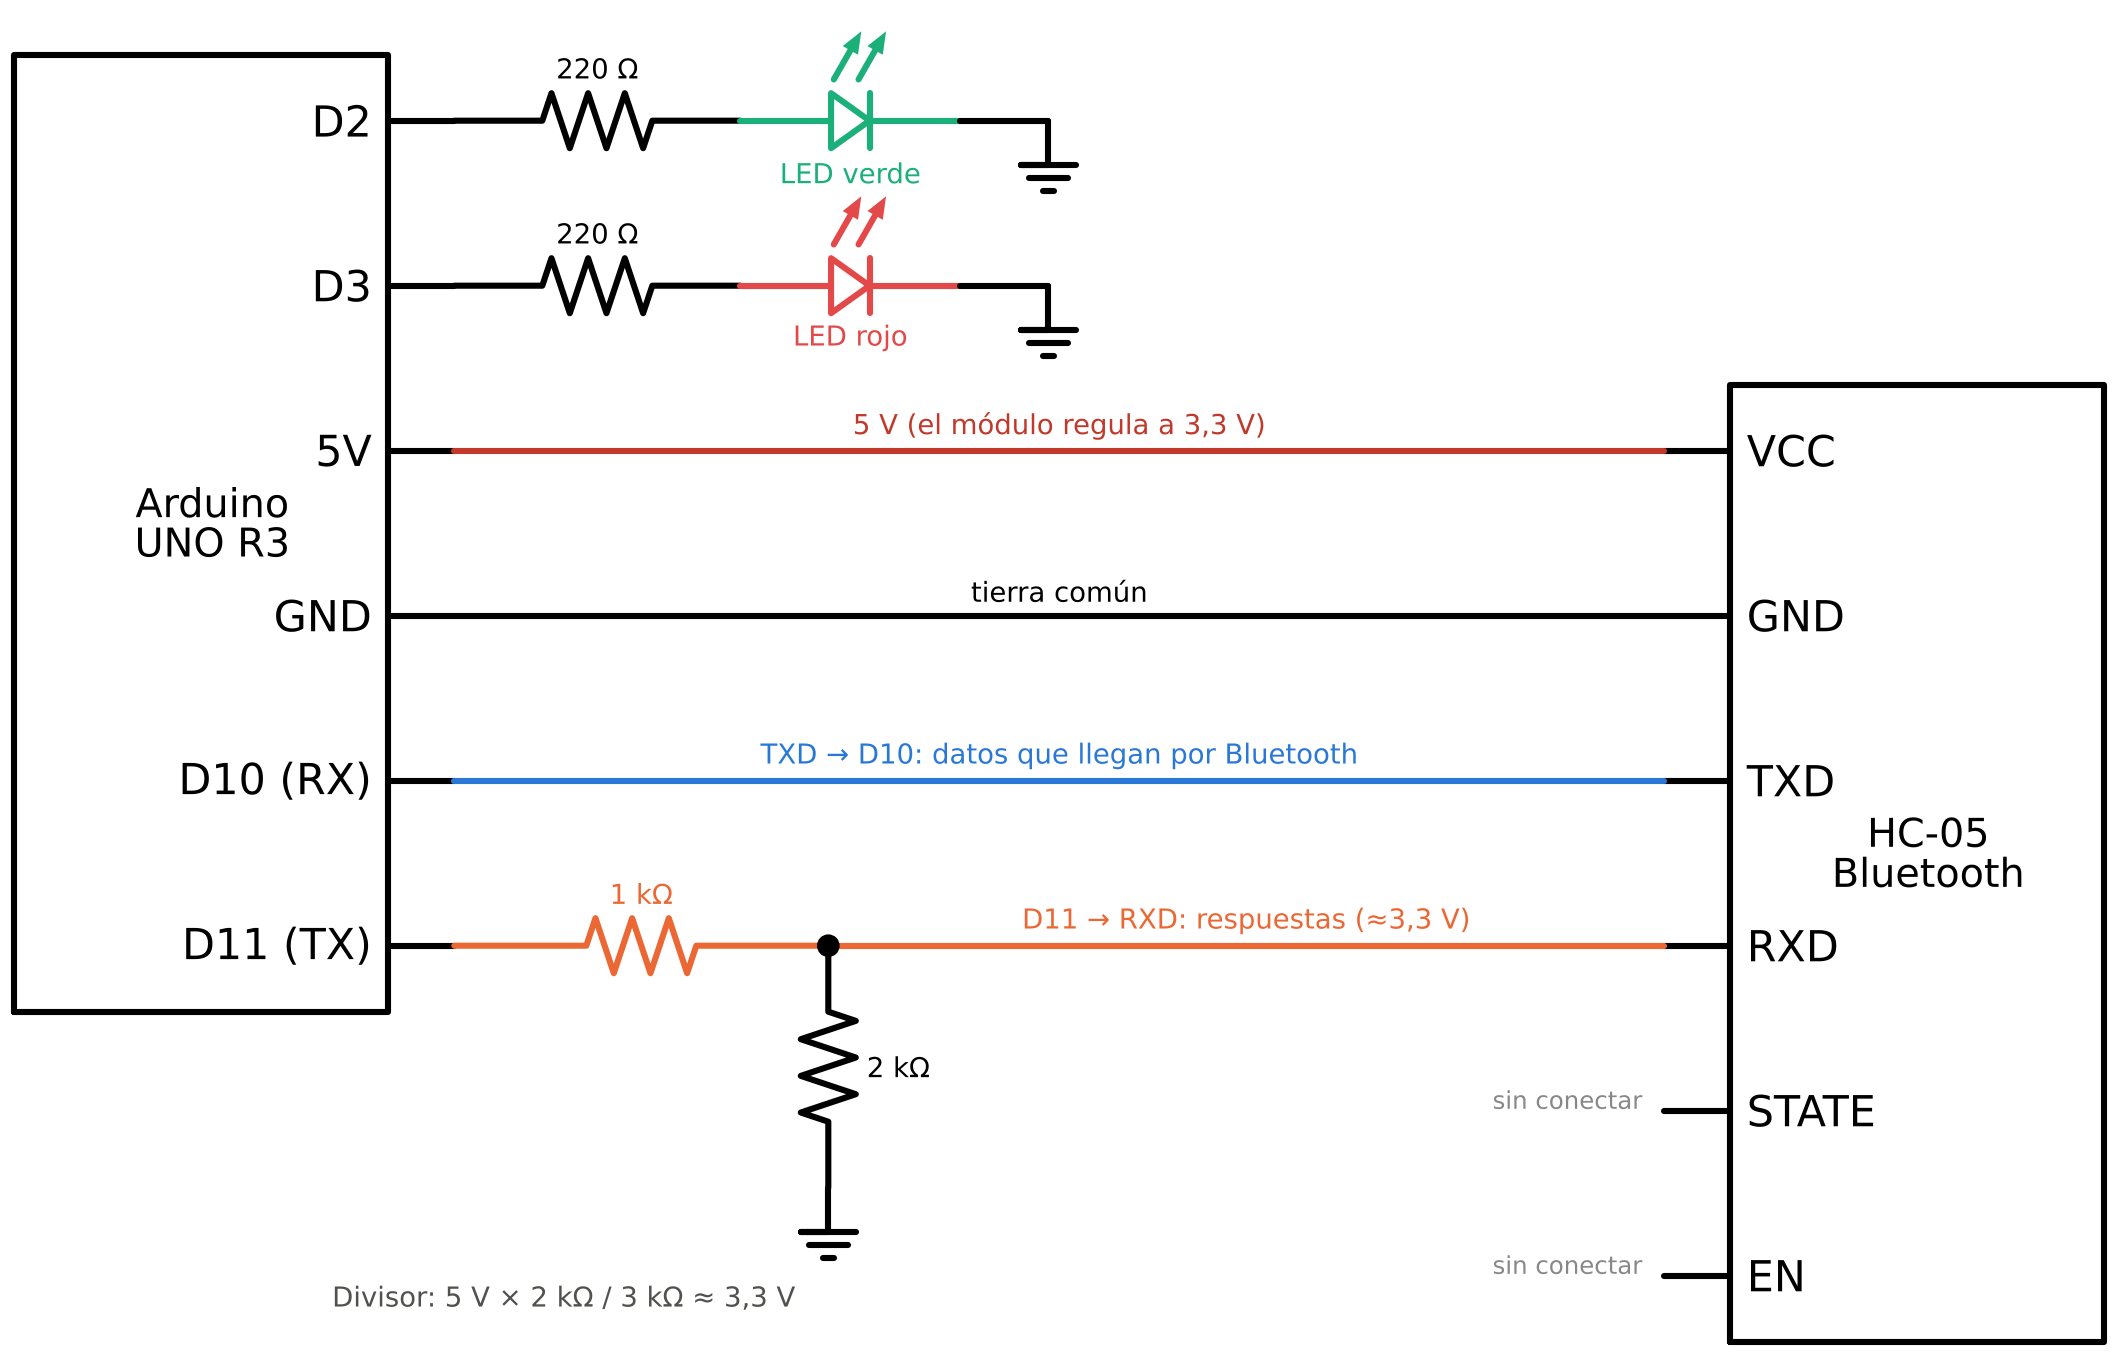 220 Ω
D2
LED verde
220 Ω
D3
LED rojo
5 V (el módulo regula a 3,3 V)
5V
VCC
Arduino
UNO R3
tierra común
GND
GND
TXD → D10: datos que llegan por Bluetooth
D10 (RX)
TXD
HC-05
Bluetooth
1 kΩ
D11 → RXD: respuestas (≈3,3 V)
D11 (TX)
RXD
2 kΩ
sin conectar
STATE
sin conectar
EN
Divisor: 5 V × 2 kΩ / 3 kΩ ≈ 3,3 V